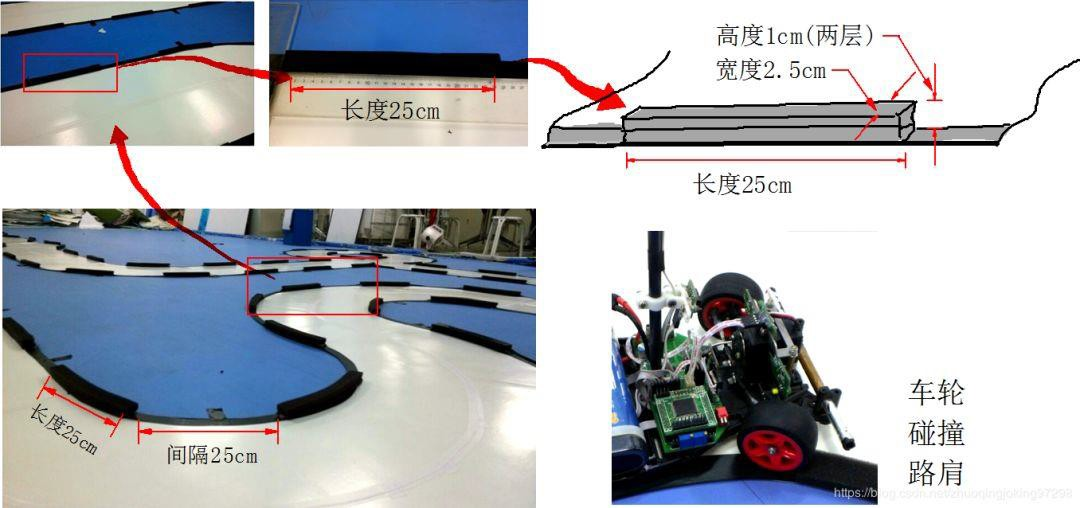 高度1cm(两层)
宽度2.5cm
长度25cm
长度25cm
长度25cm
间隔25cm
车轮
碰撞
路肩
https://blog.csdn.net/zhuoqingjoking97298